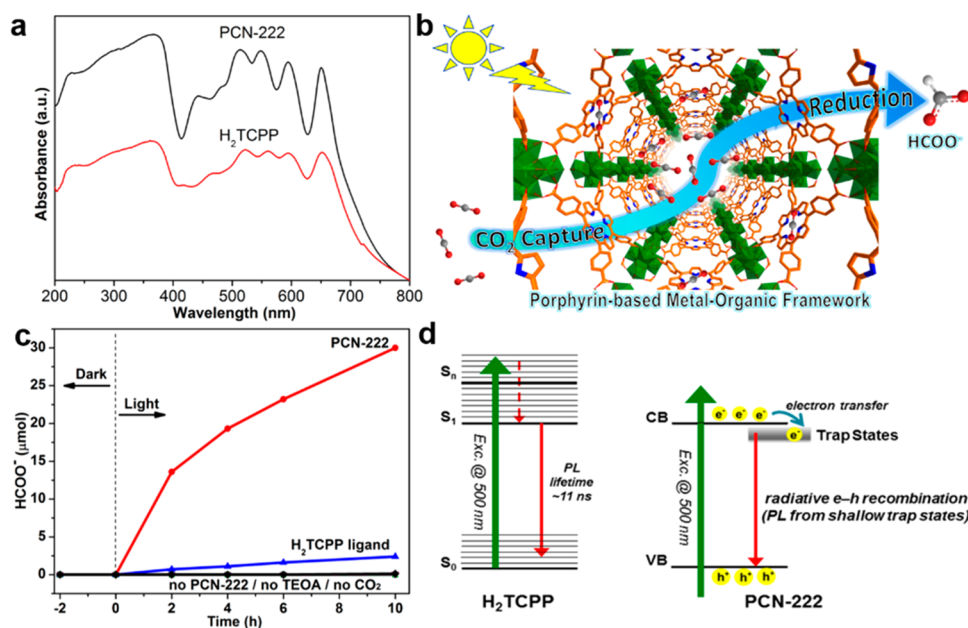 a
PCN-222
H₂TCPP
Absorbance (a.u.)
200 300 400 500 600 700 800
Wavelength (nm)
b
Reduction
HCOO⁻
CO₂ Capture
Porphyrin-based Metal-Organic Framework
c
30
25
20
15
10
5
0
HCOO⁻ (μmol)
Dark
Light
PCN-222
H₂TCPP ligand
no PCN-222 / no TEOA / no CO₂
-2 0 2 4 6 8 10
Time (h)
d
Sₙ
S₁
S₀
Exc. @ 500 nm
PL
lifetime
~11 ns
H₂TCPP
CB
VB
Exc. @ 500 nm
e⁻ e⁻ e⁻
electron transfer
e⁻
Trap States
radiative e–h recombination
(PL from shallow trap states)
h⁺ h⁺ h⁺
PCN-222